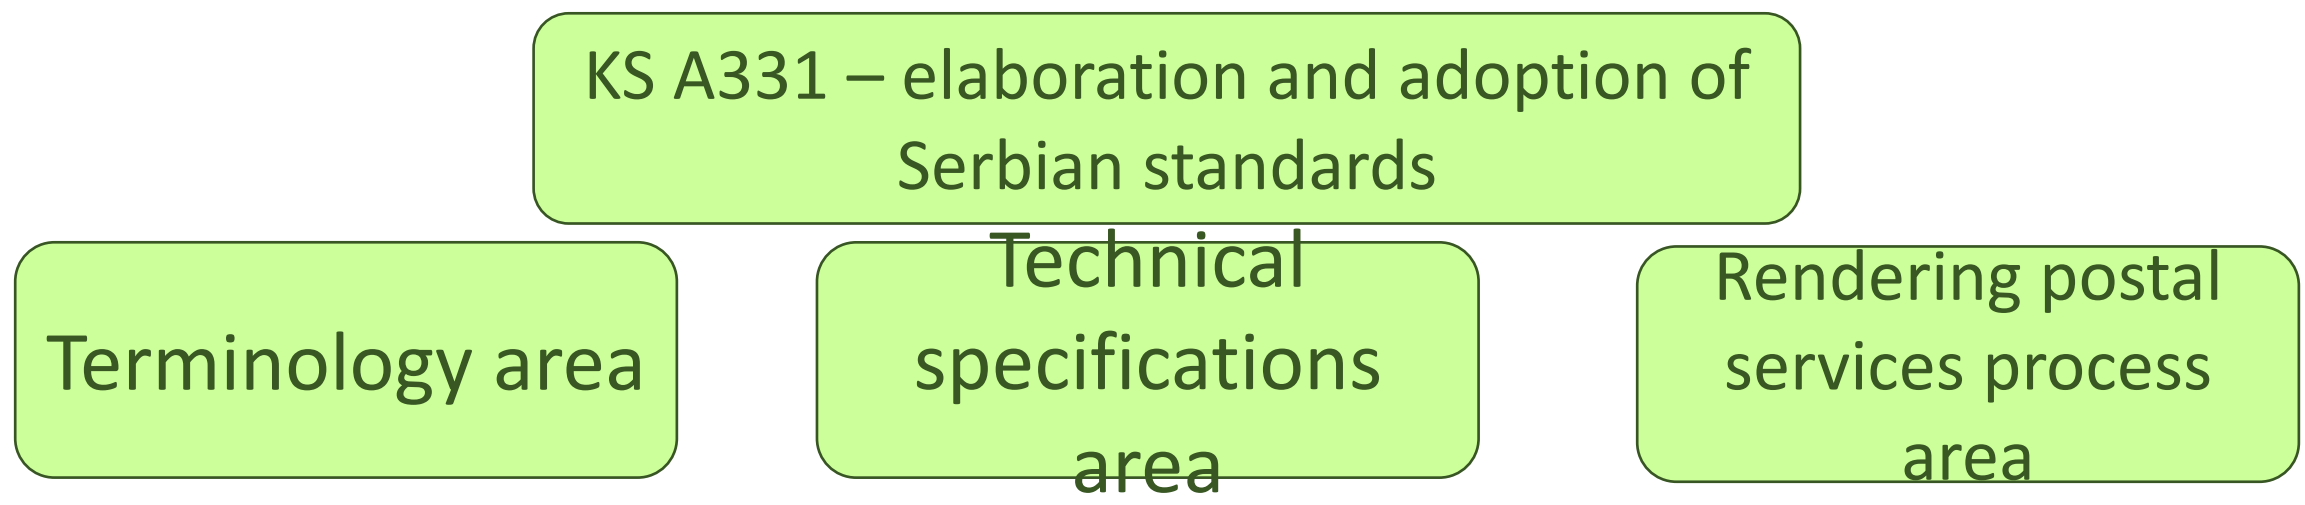 KS A331 – elaboration and adoption of
Serbian standards
Terminology area
Technical
specifications
area
Rendering postal
services process
area